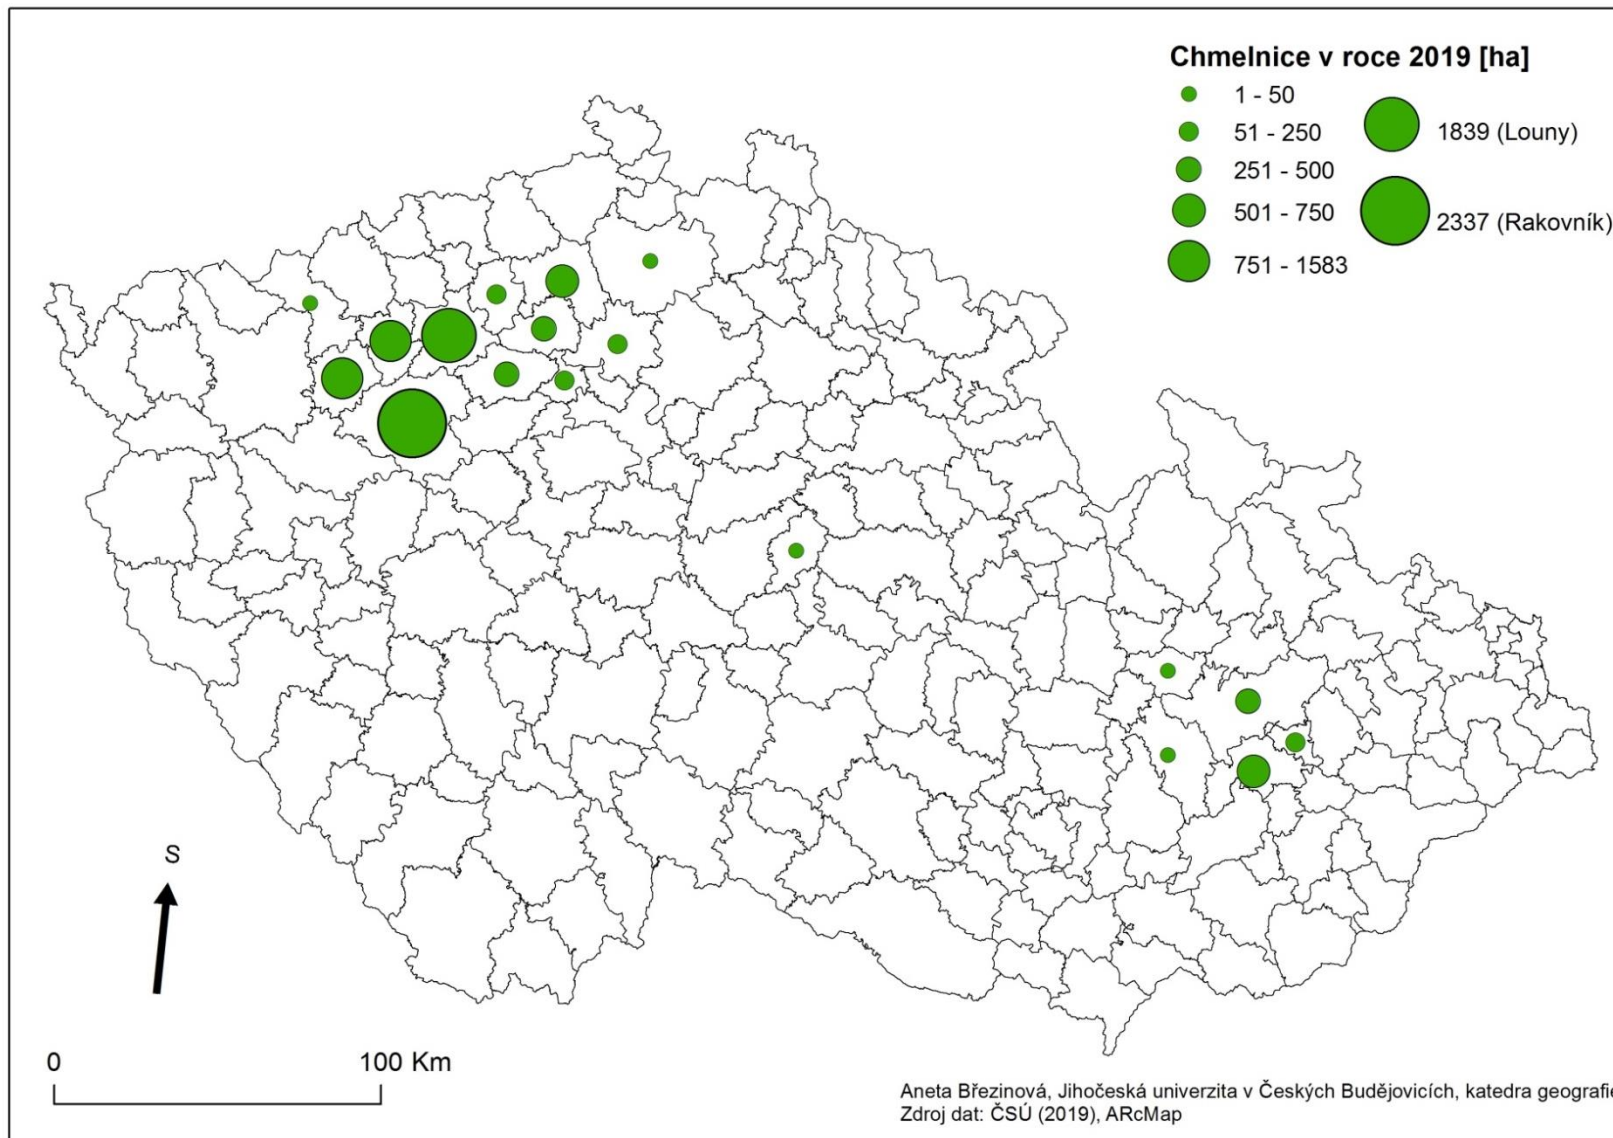 Chmelnice v roce 2019 [ha]
1 - 50
51 - 250
251 - 500
501 - 750
751 - 1583
1839 (Louny)
2337 (Rakovník)
S
0 100 Km
Aneta Březinová, Jihočeská univerzita v Českých Budějovicích, katedra geografie
Zdroj dat: ČSÚ (2019), ARcMap